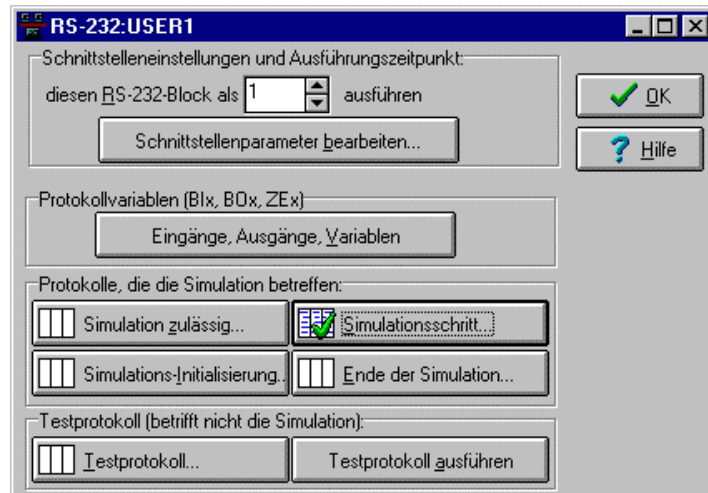 RS-232:USER1
Schnittstelleneinstellungen und Ausführungszeitpunkt:
diesen RS-232-Block als 1 ausführen
Schnittstellenparameter bearbeiten...
OK
Hilfe
Protokollvariablen (BIx, BOx, ZEx)
Eingänge, Ausgänge, Variablen
Protokolle, die die Simulation betreffen:
Simulation zulässig... Simulationsschritt...
Simulations-Initialisierung.. Ende der Simulation...
Testprotokoll (betrifft nicht die Simulation):
Testprotokoll... Testprotokoll ausführen